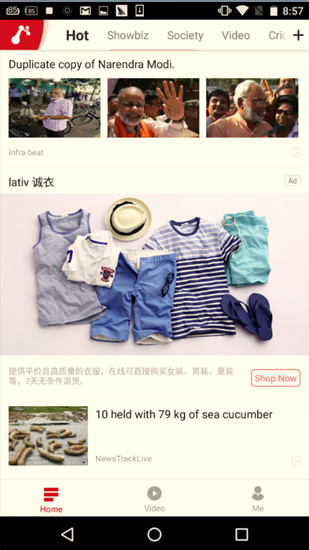 85
8:57
Hot Showbiz Society Video Cri
Duplicate copy of Narendra Modi.
Infra beat
lativ 诚衣
Ad
提供平价且高质量的衣服，在线可直接购买女装、男装、童装
等，7天无条件退货。
Shop Now
10 held with 79 kg of sea cucumber
NewsTrackLive
Home Video Me